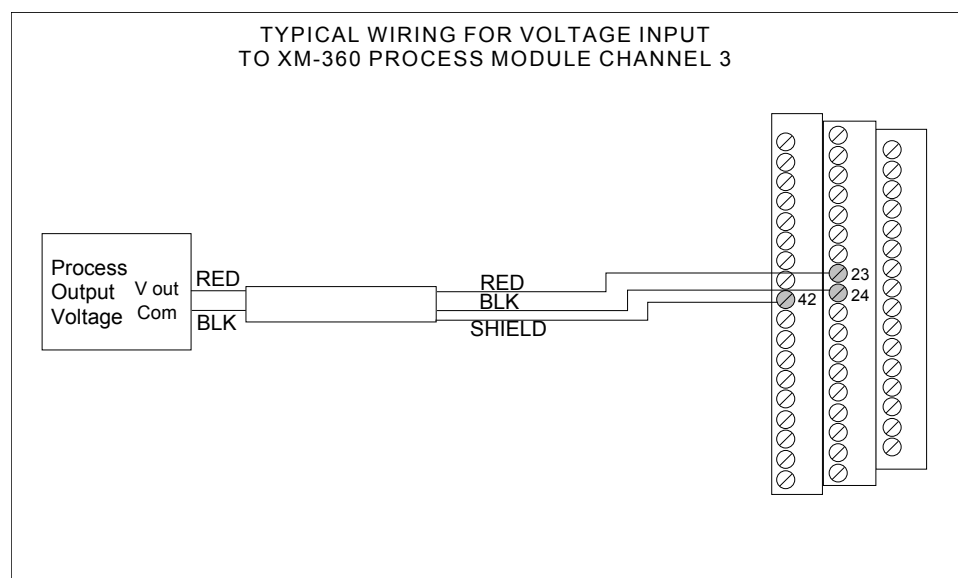 TYPICAL WIRING FOR VOLTAGE INPUT
TO XM-360 PROCESS MODULE CHANNEL 3
Process
Output
Voltage
V out
Com
RED
BLK
RED
BLK
SHIELD
23
24
42